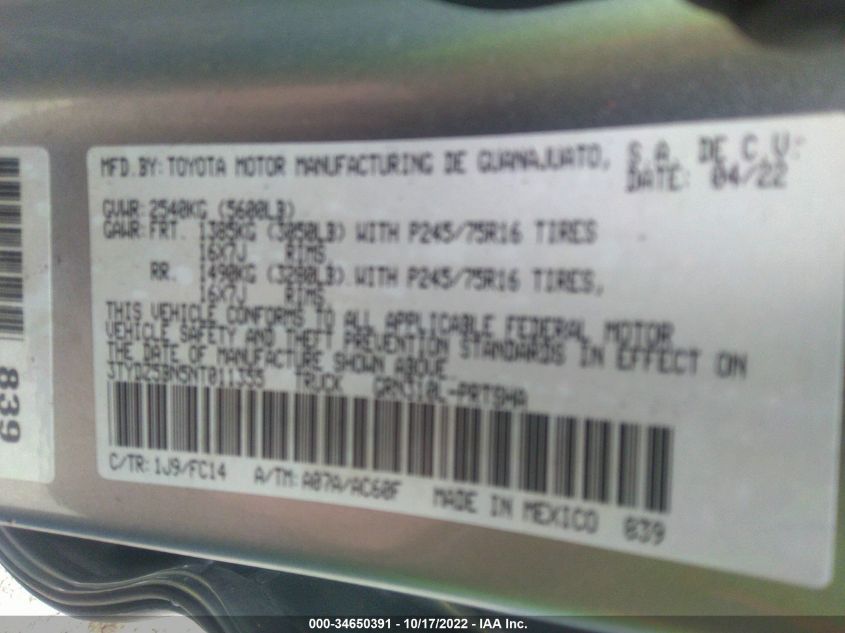 MFD.BY: TOYOTA MOTOR MANUFACTURING DE GUANAJUATO, S.A. DE C.V.
DATE: 04/22
GVWR: 2540KG (5600LB)
GAWR: FRT. 1385KG (3050LB) WITH P245/75R16 TIRES
16X7J RIMS
RR. 1490KG (3280LB) WITH P245/75R16 TIRES,
16X7J RIMS
THIS VEHICLE CONFORMS TO ALL APPLICABLE FEDERAL MOTOR
VEHICLE SAFETY AND THEFT PREVENTION STANDARDS IN EFFECT ON
THE DATE OF MANUFACTURE SHOWN ABOVE.
3TYDZ5BN5NT011355 TRUCK GRN310L-PRTSHA
C/TR: 1J9/FC14 A/TM: A07A/AC60F MADE IN MEXICO 839
839
000-34650391 - 10/17/2022 - IAA Inc.